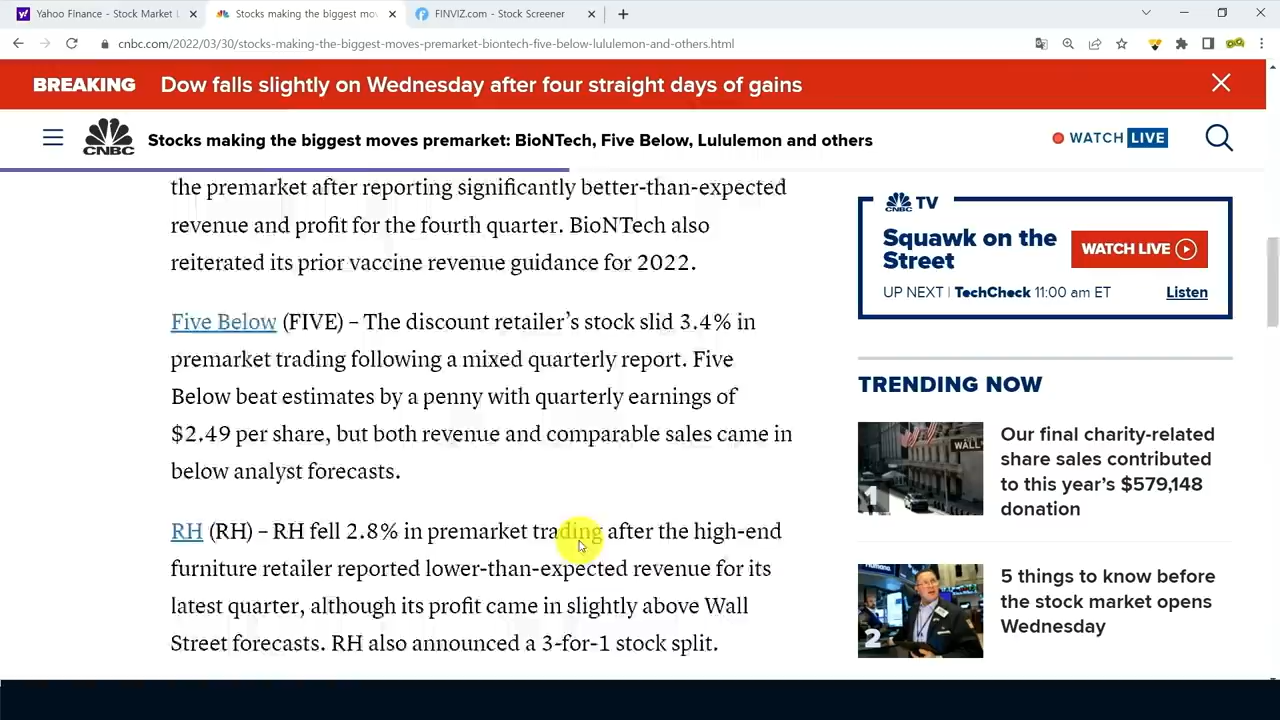 Yahoo Finance - Stock Market L
Stocks making the biggest mov
FINVIZ.com - Stock Screener
cnbc.com/2022/03/30/stocks-making-the-biggest-moves-premarket-biontech-five-below-lululemon-and-others.html
BREAKING Dow falls slightly on Wednesday after four straight days of gains
CNBC
Stocks making the biggest moves premarket: BioNTech, Five Below, Lululemon and others
WATCH LIVE
the premarket after reporting significantly better-than-expected
revenue and profit for the fourth quarter. BioNTech also
reiterated its prior vaccine revenue guidance for 2022.
Five Below (FIVE) – The discount retailer’s stock slid 3.4% in
premarket trading following a mixed quarterly report. Five
Below beat estimates by a penny with quarterly earnings of
$2.49 per share, but both revenue and comparable sales came in
below analyst forecasts.
RH (RH) – RH fell 2.8% in premarket trading after the high-end
furniture retailer reported lower-than-expected revenue for its
latest quarter, although its profit came in slightly above Wall
Street forecasts. RH also announced a 3-for-1 stock split.
CNBC TV
Squawk on the
Street
WATCH LIVE
UP NEXT | TechCheck 11:00 am ET
Listen
TRENDING NOW
WALL
1
Our final charity-related
share sales contributed
to this year’s $579,148
donation
2
5 things to know before
the stock market opens
Wednesday